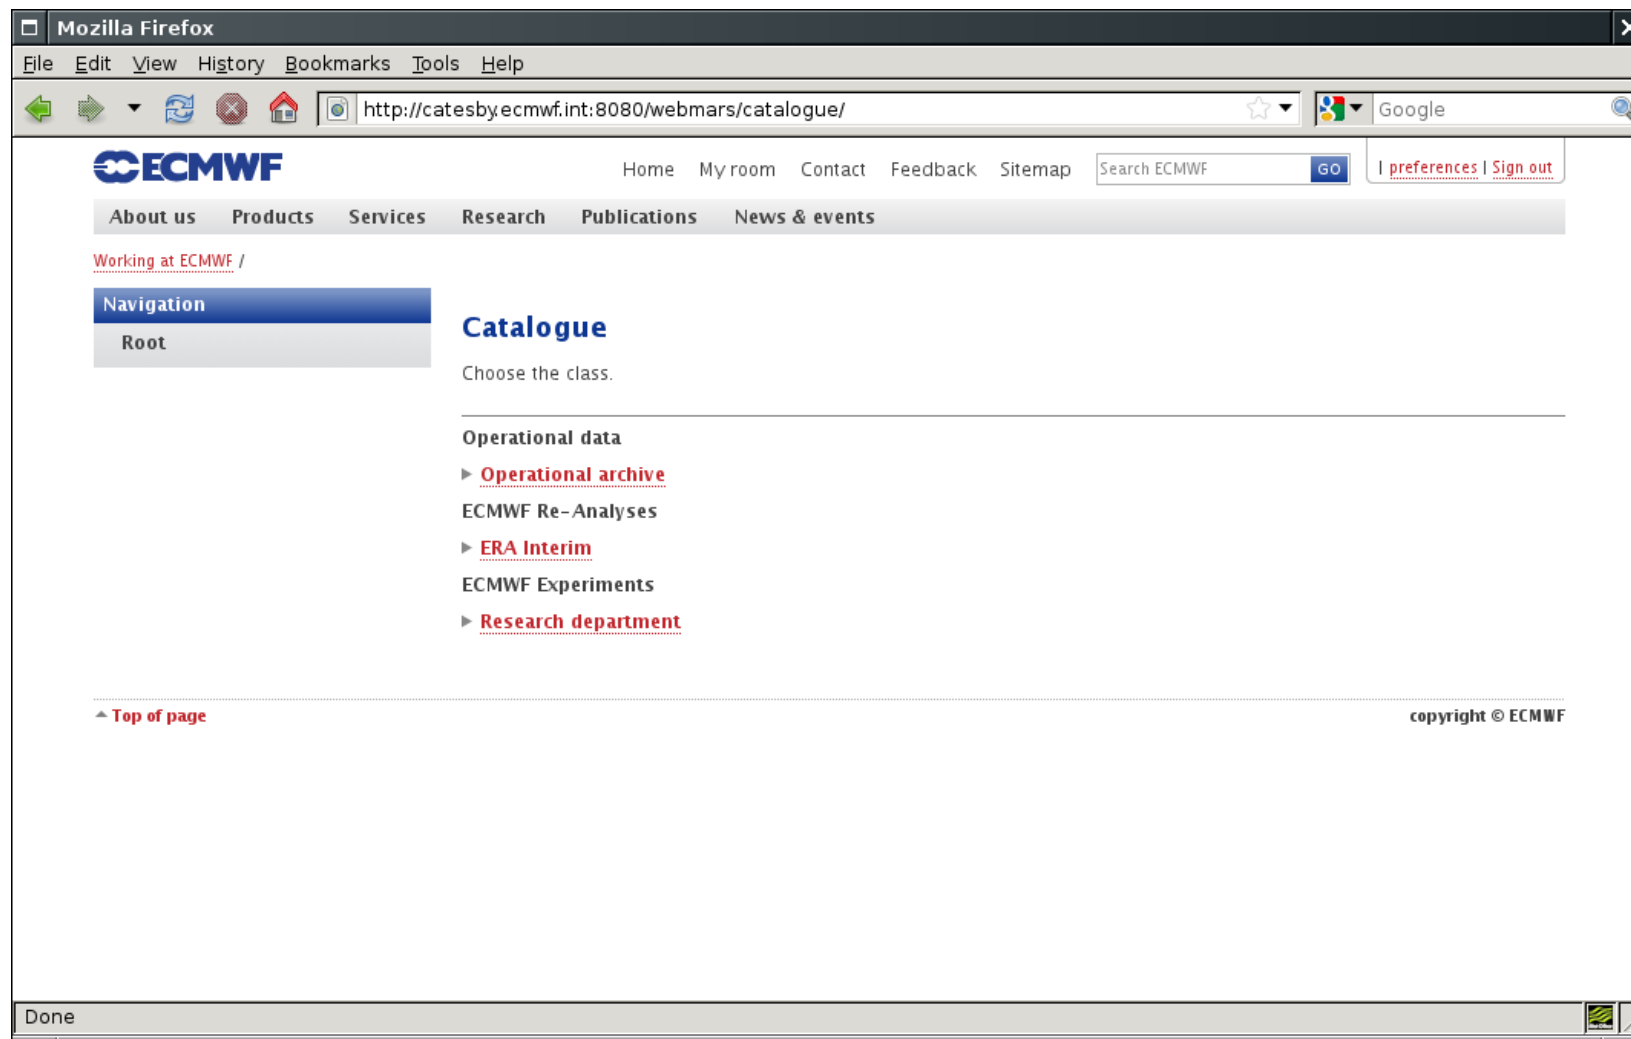 Mozilla Firefox
File Edit View History Bookmarks Tools Help
http://catesby.ecmwf.int:8080/webmars/catalogue/ Google
ECMWF Home My room Contact Feedback Sitemap Search ECMWF GO | preferences | Sign out
About us Products Services Research Publications News & events
Working at ECMWF /
Navigation
Root
Catalogue
Choose the class.
Operational data
Operational archive
ECMWF Re-Analyses
ERA Interim
ECMWF Experiments
Research department
Top of page copyright © ECMWF
Done